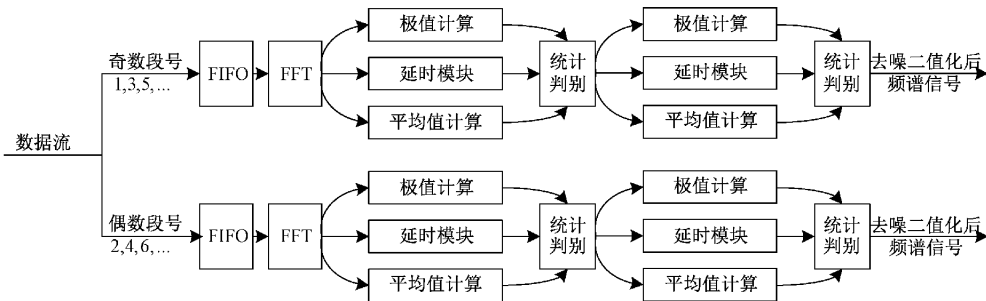 数据流
奇数段号
1,3,5,...
FIFO
FFT
极值计算
延时模块
平均值计算
统计
判别
极值计算
延时模块
平均值计算
统计
判别
去噪二值化后
频谱信号
偶数段号
2,4,6,...
FIFO
FFT
极值计算
延时模块
平均值计算
统计
判别
极值计算
延时模块
平均值计算
统计
判别
去噪二值化后
频谱信号